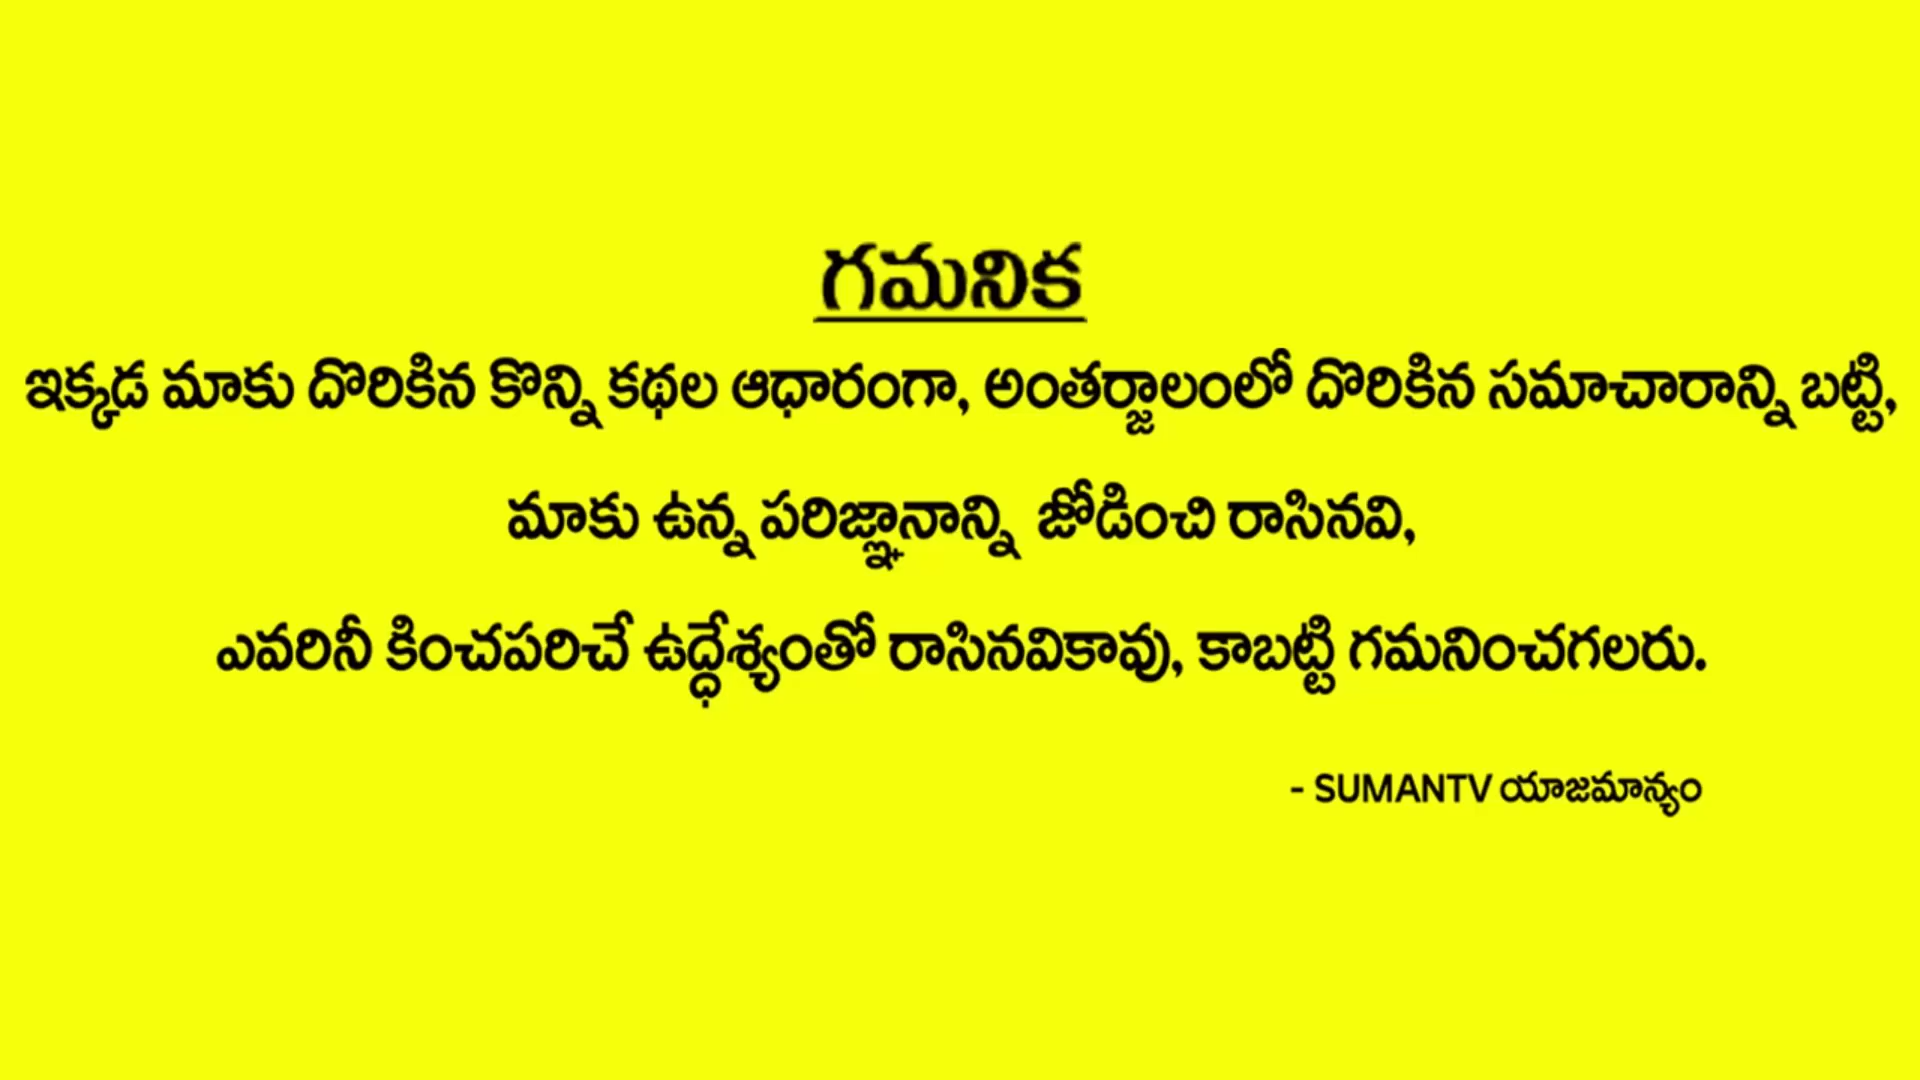 గమనిక
ఇక్కడ మాకు దొరికిన కొన్ని కథల ఆధారంగా, అంతర్జాలంలో దొరికిన సమాచారాన్ని బట్టి,
మాకు ఉన్న పరిజ్ఞానాన్ని జోడించి రాసినవి,
ఎవరినీ కించపరిచే ఉద్ధేశ్యంతో రాసినవికావు, కాబట్టి గమనించగలరు.
- SUMANTV యాజమాన్యం